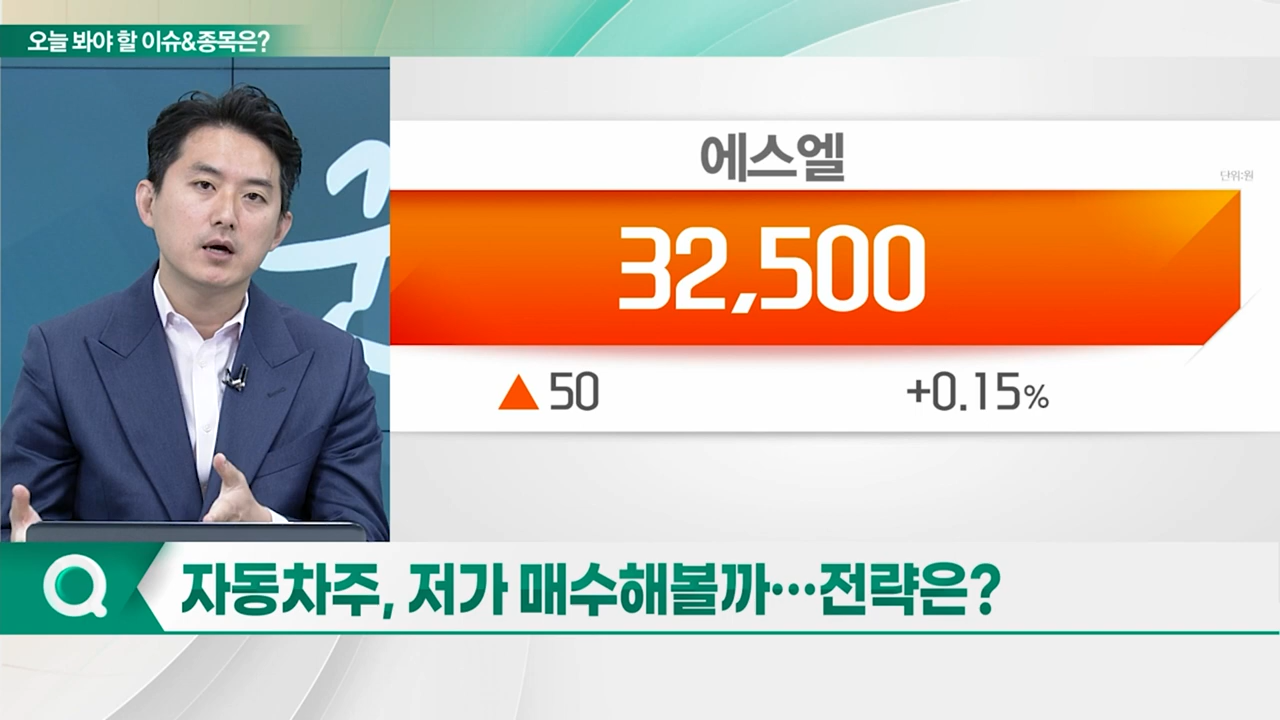 오늘 봐야 할 이슈&종목은?
에스엘
단위:원
32,500
▲50
+0.15%
Q 자동차주, 저가 매수해볼까…전략은?